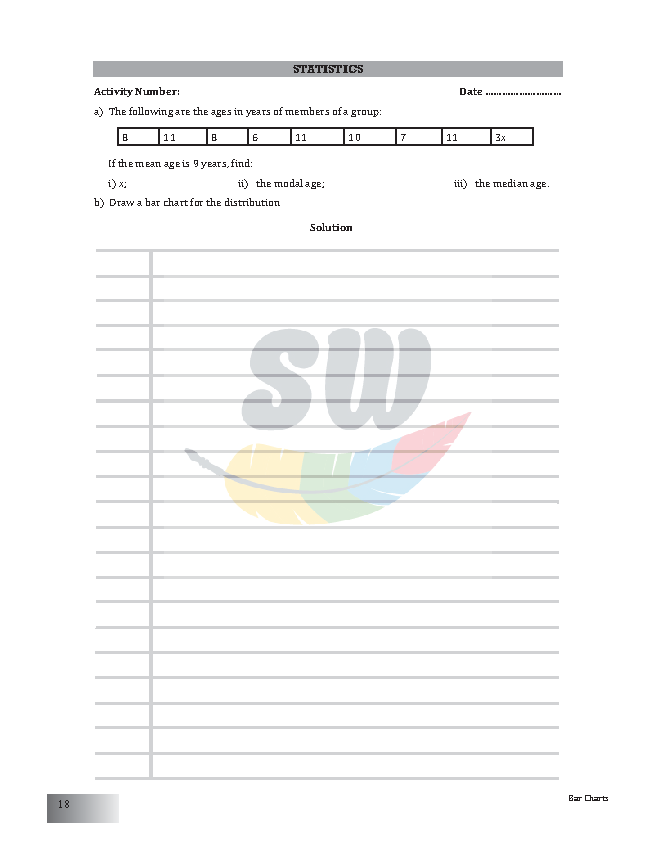 STATISTICS
Activity Number: Date ............................
a) The following are the ages in years of members of a group:
8 11 8 6 11 10 7 11 3x
If the mean age is 9 years, find:
i) x; ii) the modal age; iii) the median age.
b) Draw a bar chart for the distribution
Solution
SW
18 Bar Charts